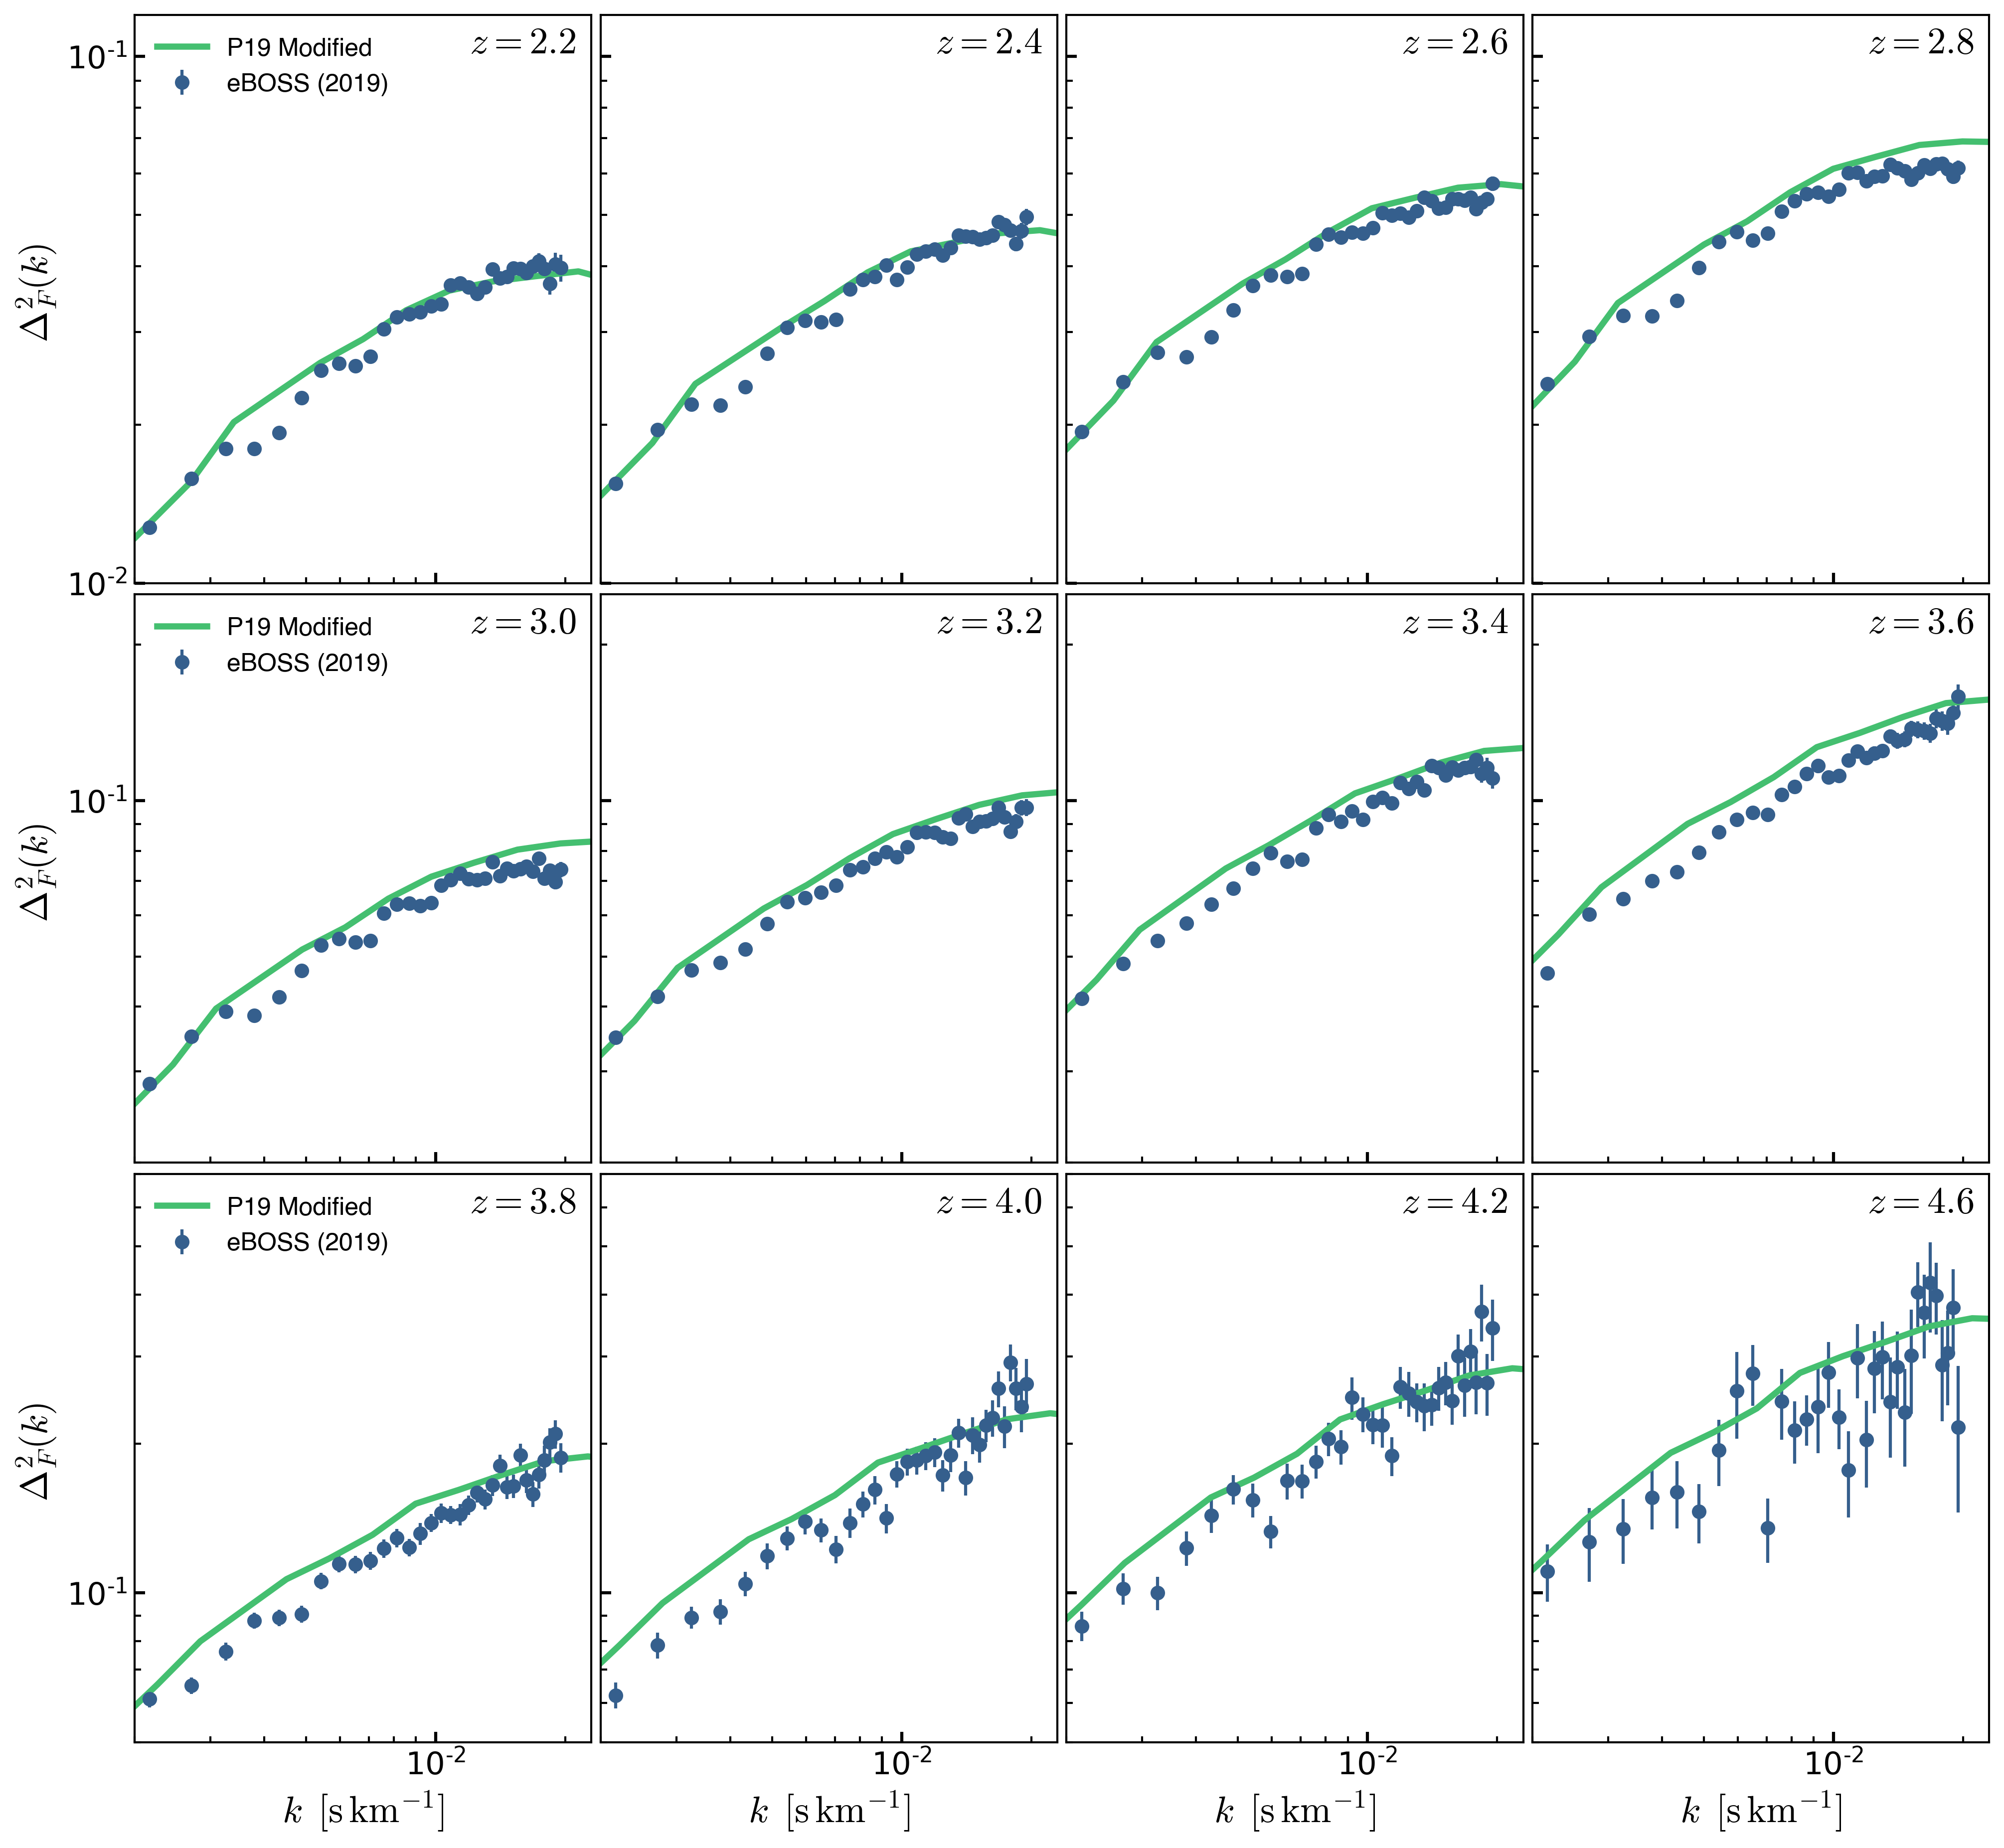 P19 Modified
eBOSS (2019)
z = 2.2
z = 2.4
z = 2.6
z = 2.8
10⁻¹
Δ²_F(k)
10⁻²
P19 Modified
eBOSS (2019)
z = 3.0
z = 3.2
z = 3.4
z = 3.6
10⁻¹
Δ²_F(k)
P19 Modified
eBOSS (2019)
z = 3.8
z = 4.0
z = 4.2
z = 4.6
Δ²_F(k)
10⁻¹
10⁻² 10⁻² 10⁻² 10⁻²
k [s km⁻¹] k [s km⁻¹] k [s km⁻¹] k [s km⁻¹]